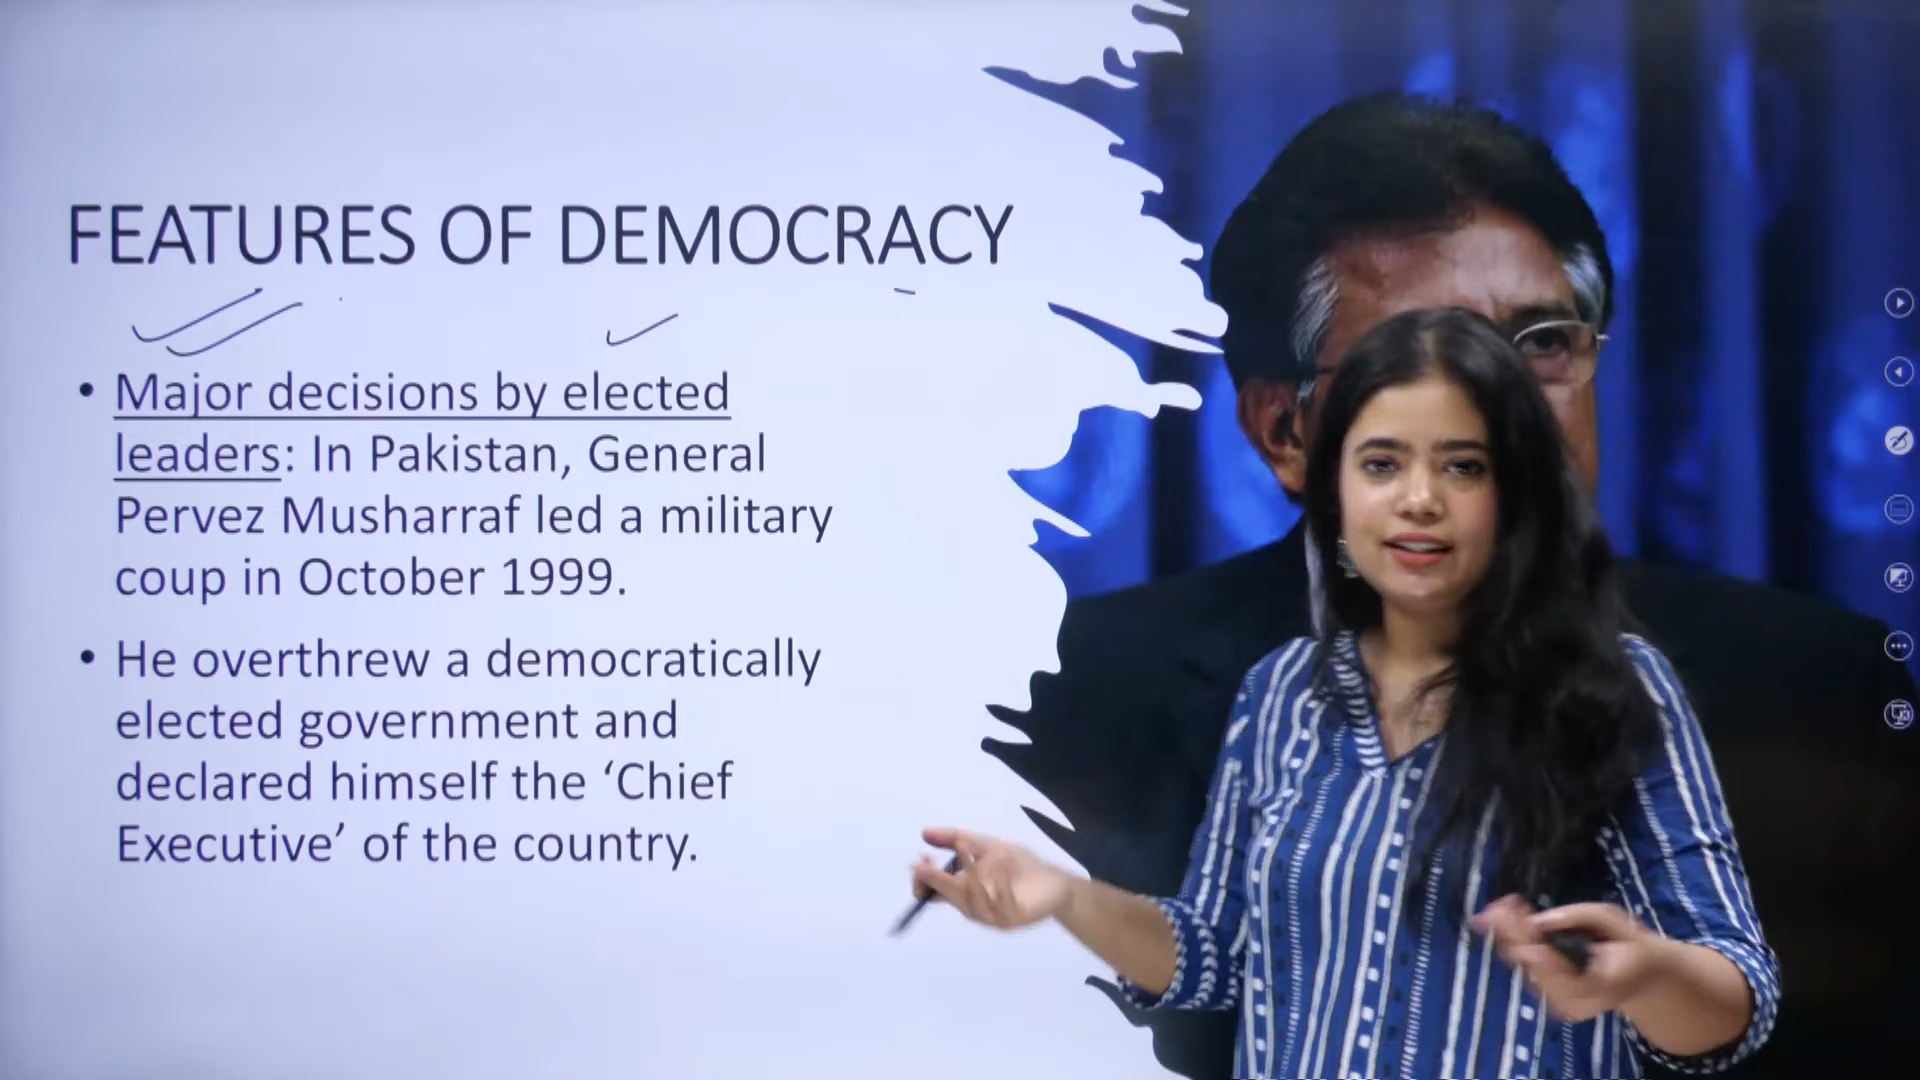 FEATURES OF DEMOCRACY
• Major decisions by elected
leaders: In Pakistan, General
Pervez Musharraf led a military
coup in October 1999.
• He overthrew a democratically
elected government and
declared himself the ‘Chief
Executive’ of the country.